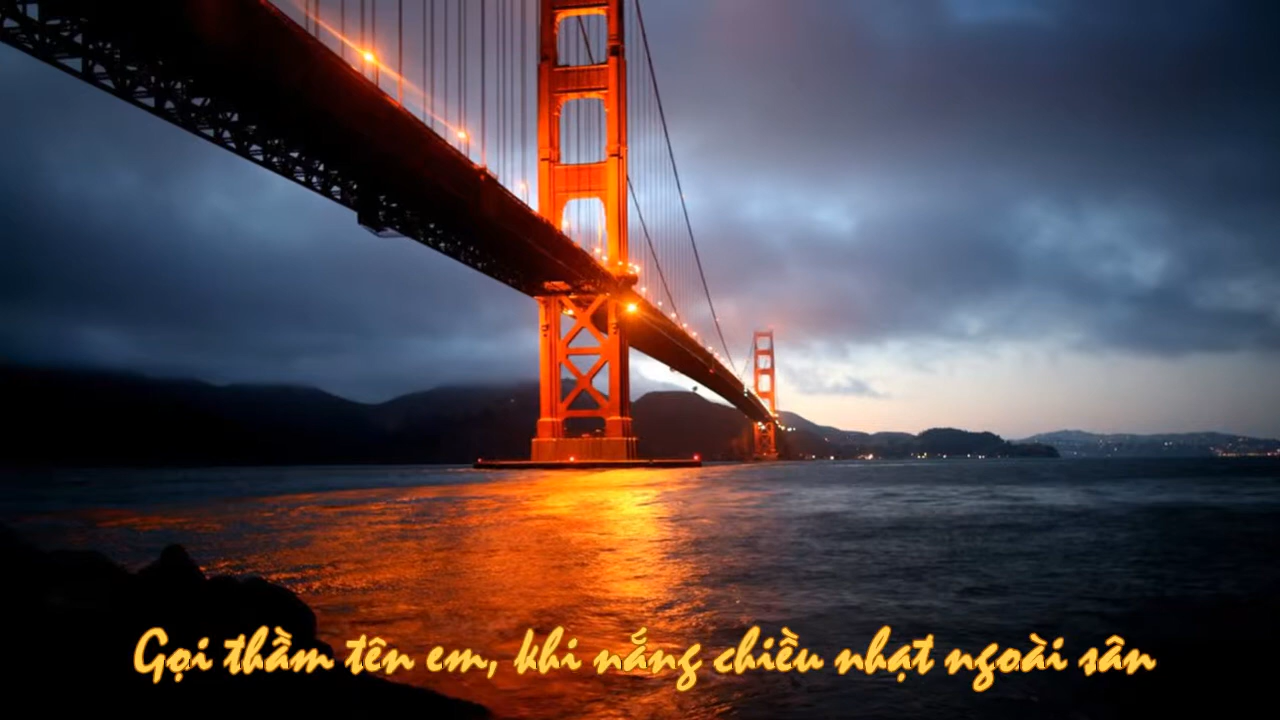 Gọi thầm tên em, khi nắng chiều nhạt ngoài sân